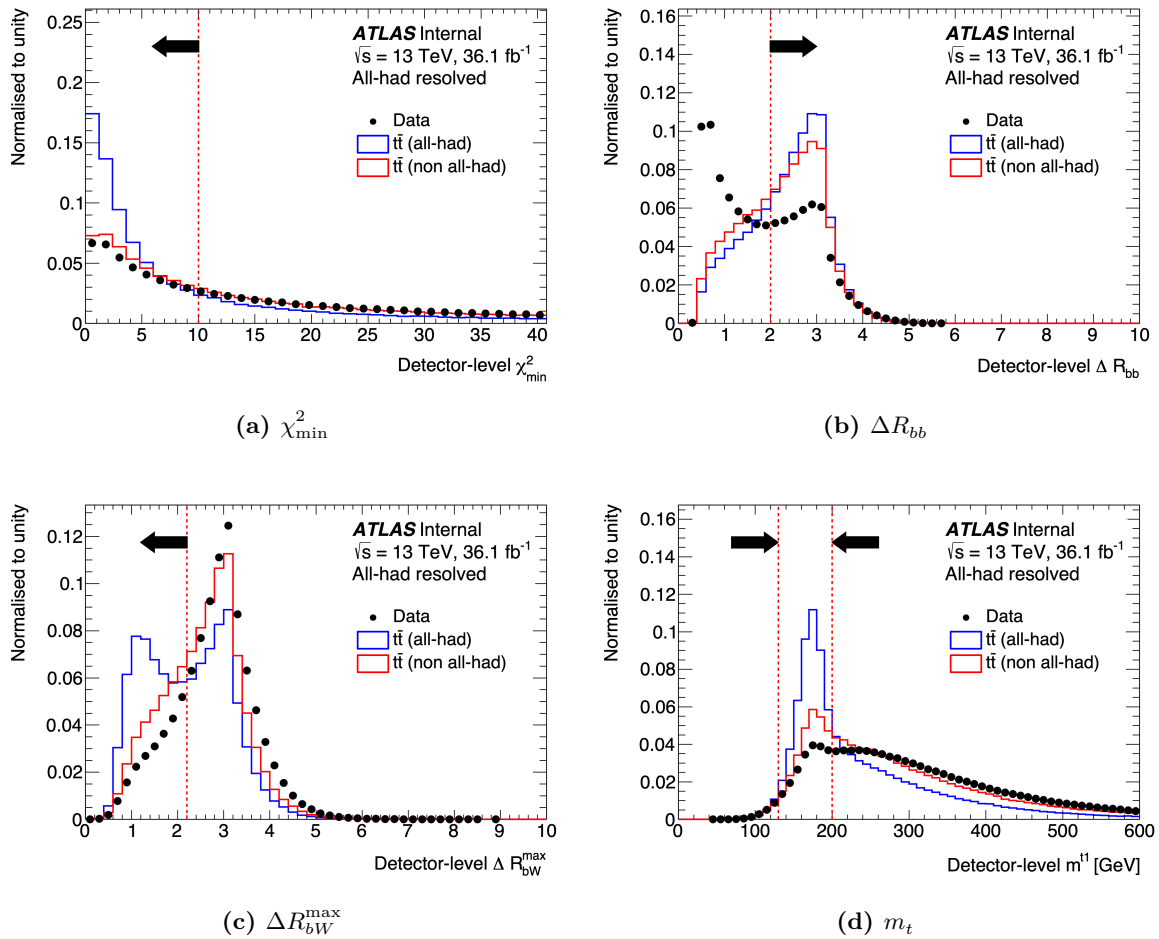 Normalised to unity
0.25
0.2
0.15
0.1
0.05
0
0 5 10 15 20 25 30 35 40
Detector-level χ²min
ATLAS Internal
√s = 13 TeV, 36.1 fb⁻¹
All-had resolved
Data
tt̄ (all-had)
tt̄ (non all-had)
(a) χ²min
Normalised to unity
0.16
0.14
0.12
0.1
0.08
0.06
0.04
0.02
0
0 1 2 3 4 5 6 7 8 9 10
Detector-level Δ Rbb
ATLAS Internal
√s = 13 TeV, 36.1 fb⁻¹
All-had resolved
Data
tt̄ (all-had)
tt̄ (non all-had)
(b) ΔRbb
Normalised to unity
0.12
0.1
0.08
0.06
0.04
0.02
0
0 1 2 3 4 5 6 7 8 9 10
Detector-level Δ R^max_bW
ATLAS Internal
√s = 13 TeV, 36.1 fb⁻¹
All-had resolved
Data
tt̄ (all-had)
tt̄ (non all-had)
(c) ΔR^max_bW
Normalised to unity
0.16
0.14
0.12
0.1
0.08
0.06
0.04
0.02
0
0 100 200 300 400 500 600
Detector-level m^t1 [GeV]
ATLAS Internal
√s = 13 TeV, 36.1 fb⁻¹
All-had resolved
Data
tt̄ (all-had)
tt̄ (non all-had)
(d) mt